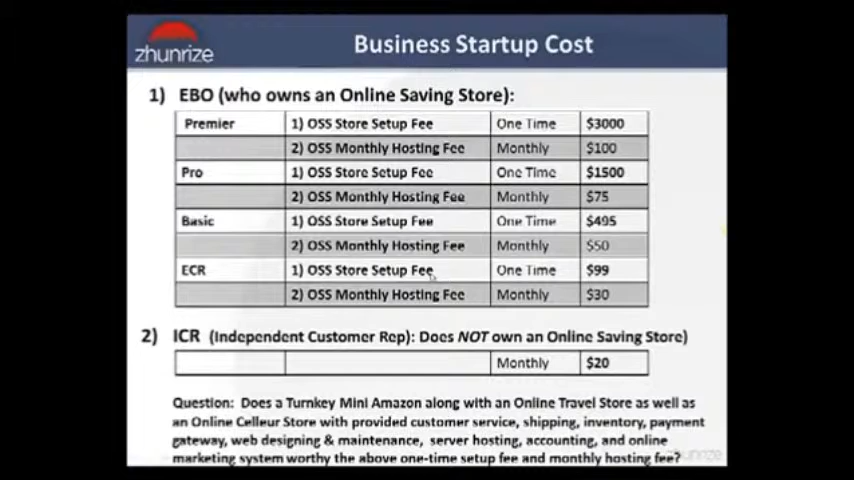 zhunrize
Business Startup Cost
1) EBO (who owns an Online Saving Store):
Premier 1) OSS Store Setup Fee One Time $3000
2) OSS Monthly Hosting Fee Monthly $100
Pro 1) OSS Store Setup Fee One Time $1500
2) OSS Monthly Hosting Fee Monthly $75
Basic 1) OSS Store Setup Fee One Time $495
2) OSS Monthly Hosting Fee Monthly $50
ECR 1) OSS Store Setup Fee One Time $99
2) OSS Monthly Hosting Fee Monthly $30
2) ICR (Independent Customer Rep): Does NOT own an Online Saving Store)
Monthly $20
Question: Does a Turnkey Mini Amazon along with an Online Travel Store as well as
an Online Celleur Store with provided customer service, shipping, inventory, payment
gateway, web designing & maintenance, server hosting, accounting, and online
marketing system worthy the above one-time setup fee and monthly hosting fee?
zhunrize